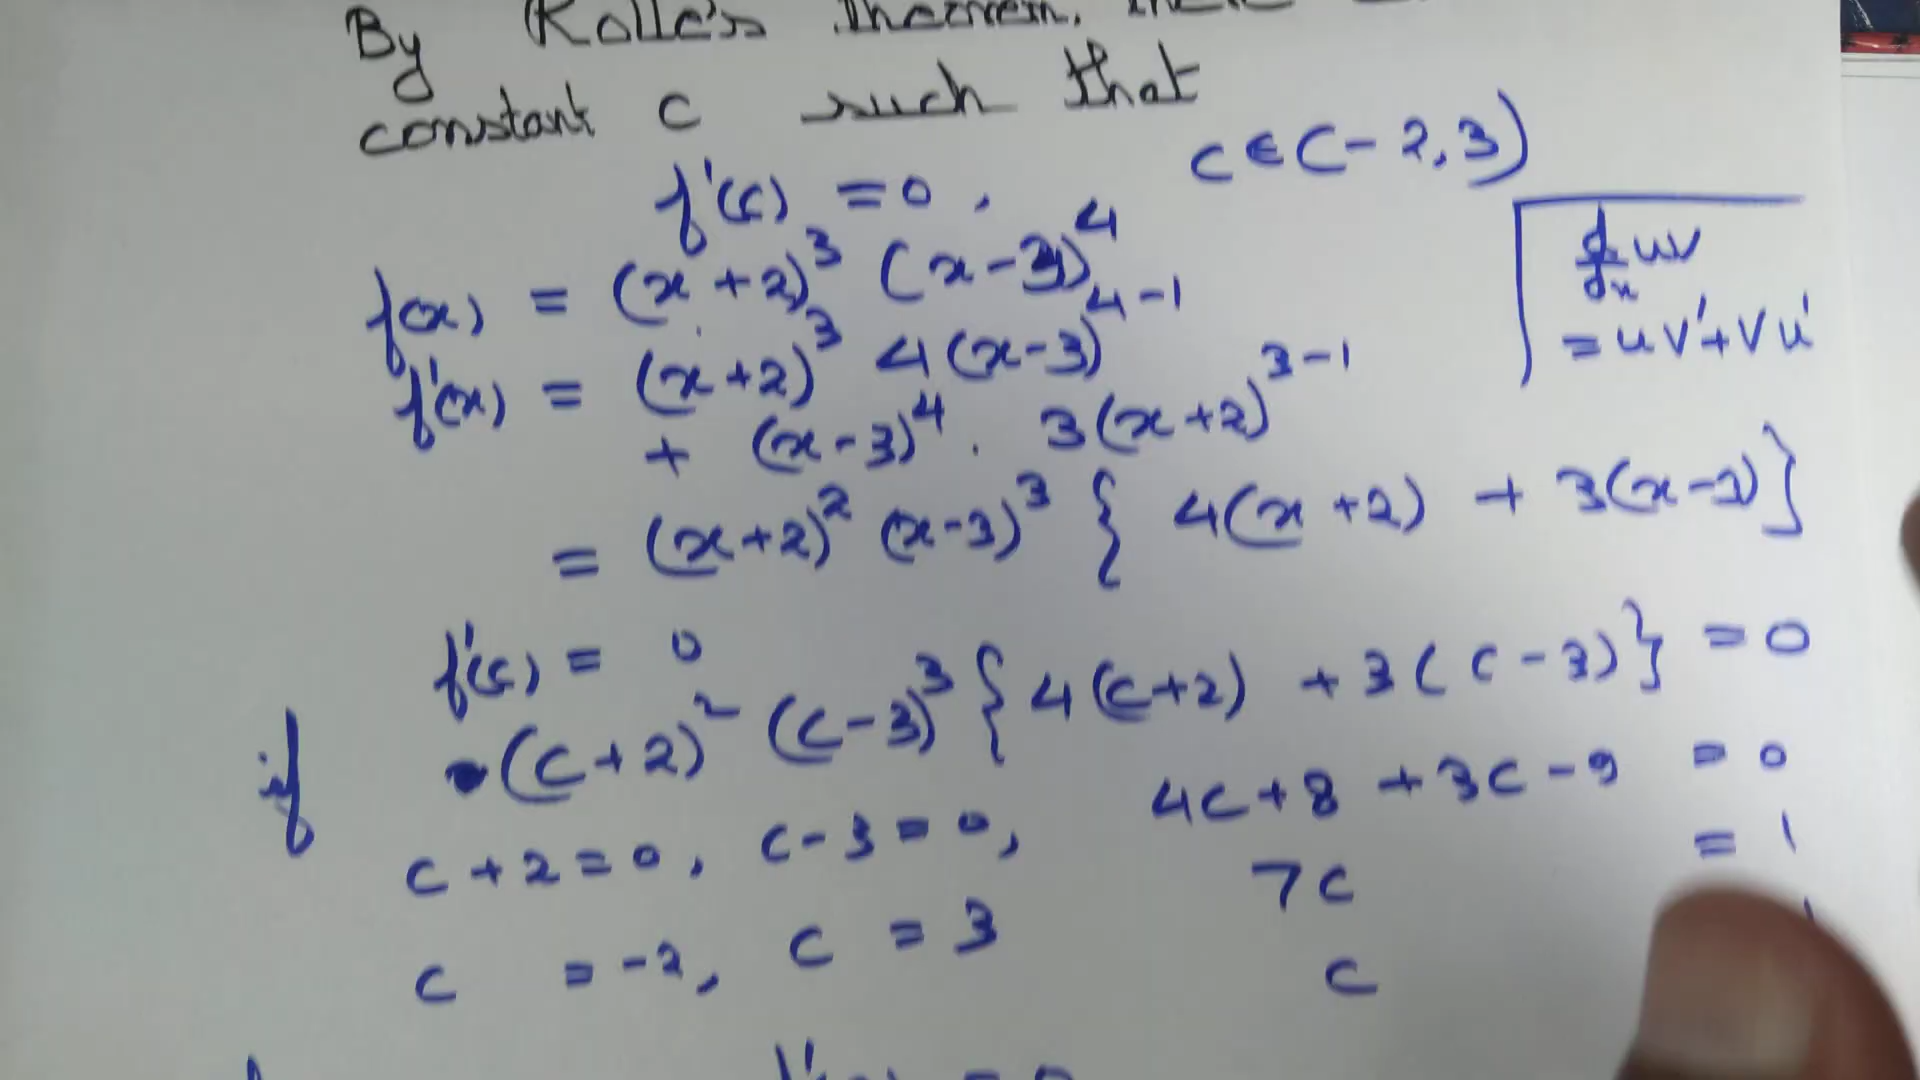 By Rolle's Theorem, there
constant c such that
f'(c) = 0 , c ∈ (-2,3)
f(x) = (x+2)³ (x-3)⁴
f'(x) = (x+2)³ 4(x-3)⁴⁻¹
+ (x-3)⁴ . 3(x+2)³⁻¹
d/dx uv
= uv'+vu'
= (x+2)² (x-3)³ { 4(x+2) + 3(x-3)}
f'(c) = 0
if (c+2)² (c-3)³ { 4(c+2) + 3(c-3)} = 0
c+2=0, c-3=0, 4c+8+3c-9 = 0
7c = 1
c = -2, c = 3 c